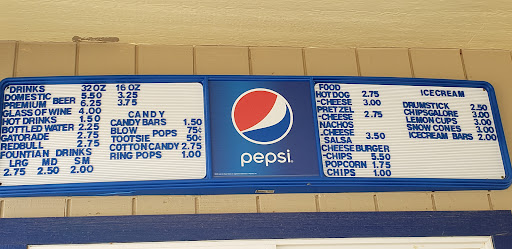 DRINKS 32 OZ 16 OZ
DOMESTIC 5.50 3.25
PREMIUM BEER 6.25 3.75
GLASS OF WINE 4.00
HOT DRINKS 1.50
BOTTLED WATER 2.25
GATORADE 2.75
REDBULL 2.75
FOUNTIAN DRINKS
LRG MD SM
2.75 2.50 2.00
CANDY
CANDY BARS 1.50
BLOW POPS 75¢
TOOTSIE 50¢
COTTON CANDY 2.75
RING POPS 1.00
pepsi
FOOD
HOT DOG 2.75
-CHEESE 3.00
PRETZEL
-CHEESE 2.75
NACHOS
-CHEESE 3.50
SALSA
CHEESEBURGER
-CHIPS 5.50
POPCORN 1.75
CHIPS 1.00
ICECREAM
DRUMSTICK 2.50
CHIPSGALORE 3.00
LEMON CUPS 3.00
SNOW CONES 3.00
ICECREAM BARS 2.00